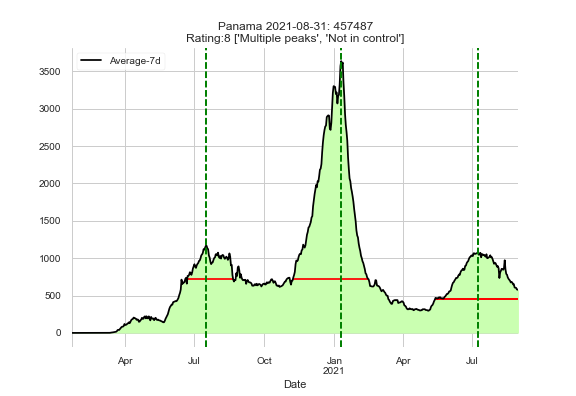 Panama 2021-08-31: 457487
Rating:8 ['Multiple peaks', 'Not in control']
Average-7d
3500
3000
2500
2000
1500
1000
500
0
Apr
Jul
Oct
Jan
2021
Apr
Jul
Date